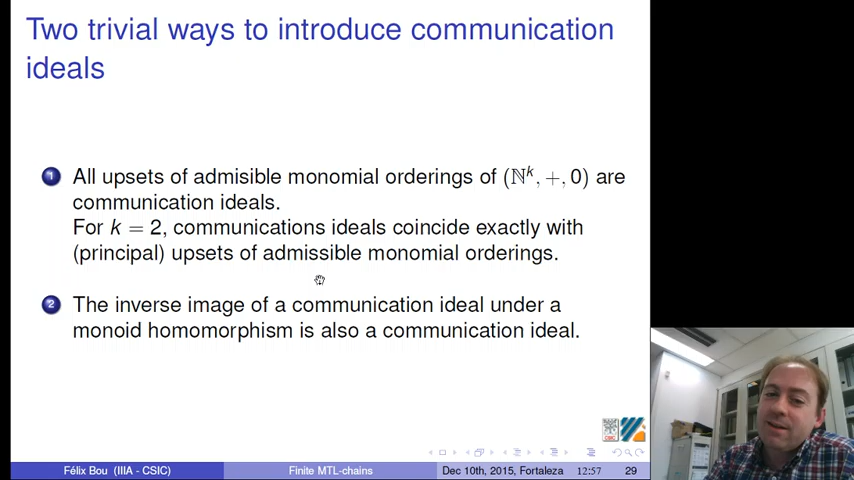 Two trivial ways to introduce communication
ideals
1 All upsets of admisible monomial orderings of (ℕᵏ, +, 0) are
communication ideals.
For k = 2, communications ideals coincide exactly with
(principal) upsets of admissible monomial orderings.
2 The inverse image of a communication ideal under a
monoid homomorphism is also a communication ideal.
CSIC
Félix Bou (IIIA - CSIC) Finite MTL-chains Dec 10th, 2015, Fortaleza 12:57 29